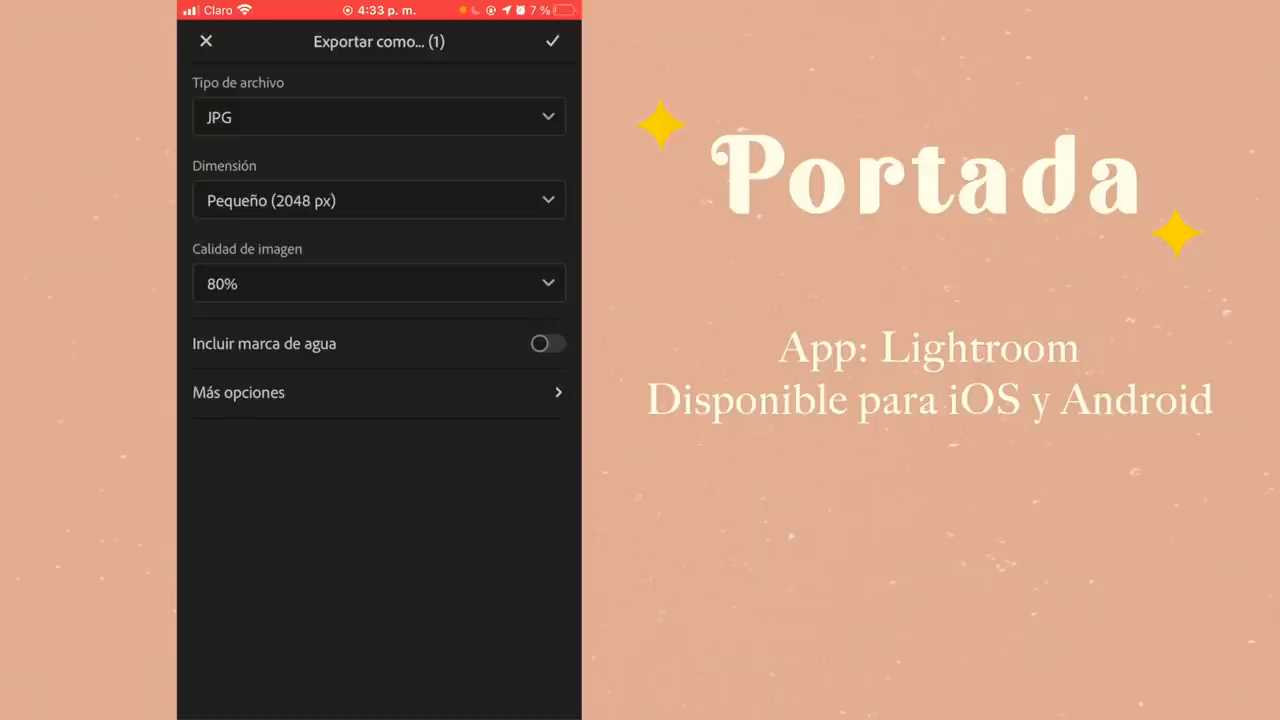 Claro 4:33 p. m. 7 %
Exportar como... (1)
Tipo de archivo
JPG
Dimensión
Pequeño (2048 px)
Calidad de imagen
80%
Incluir marca de agua
Más opciones
Portada
App: Lightroom
Disponible para iOS y Android